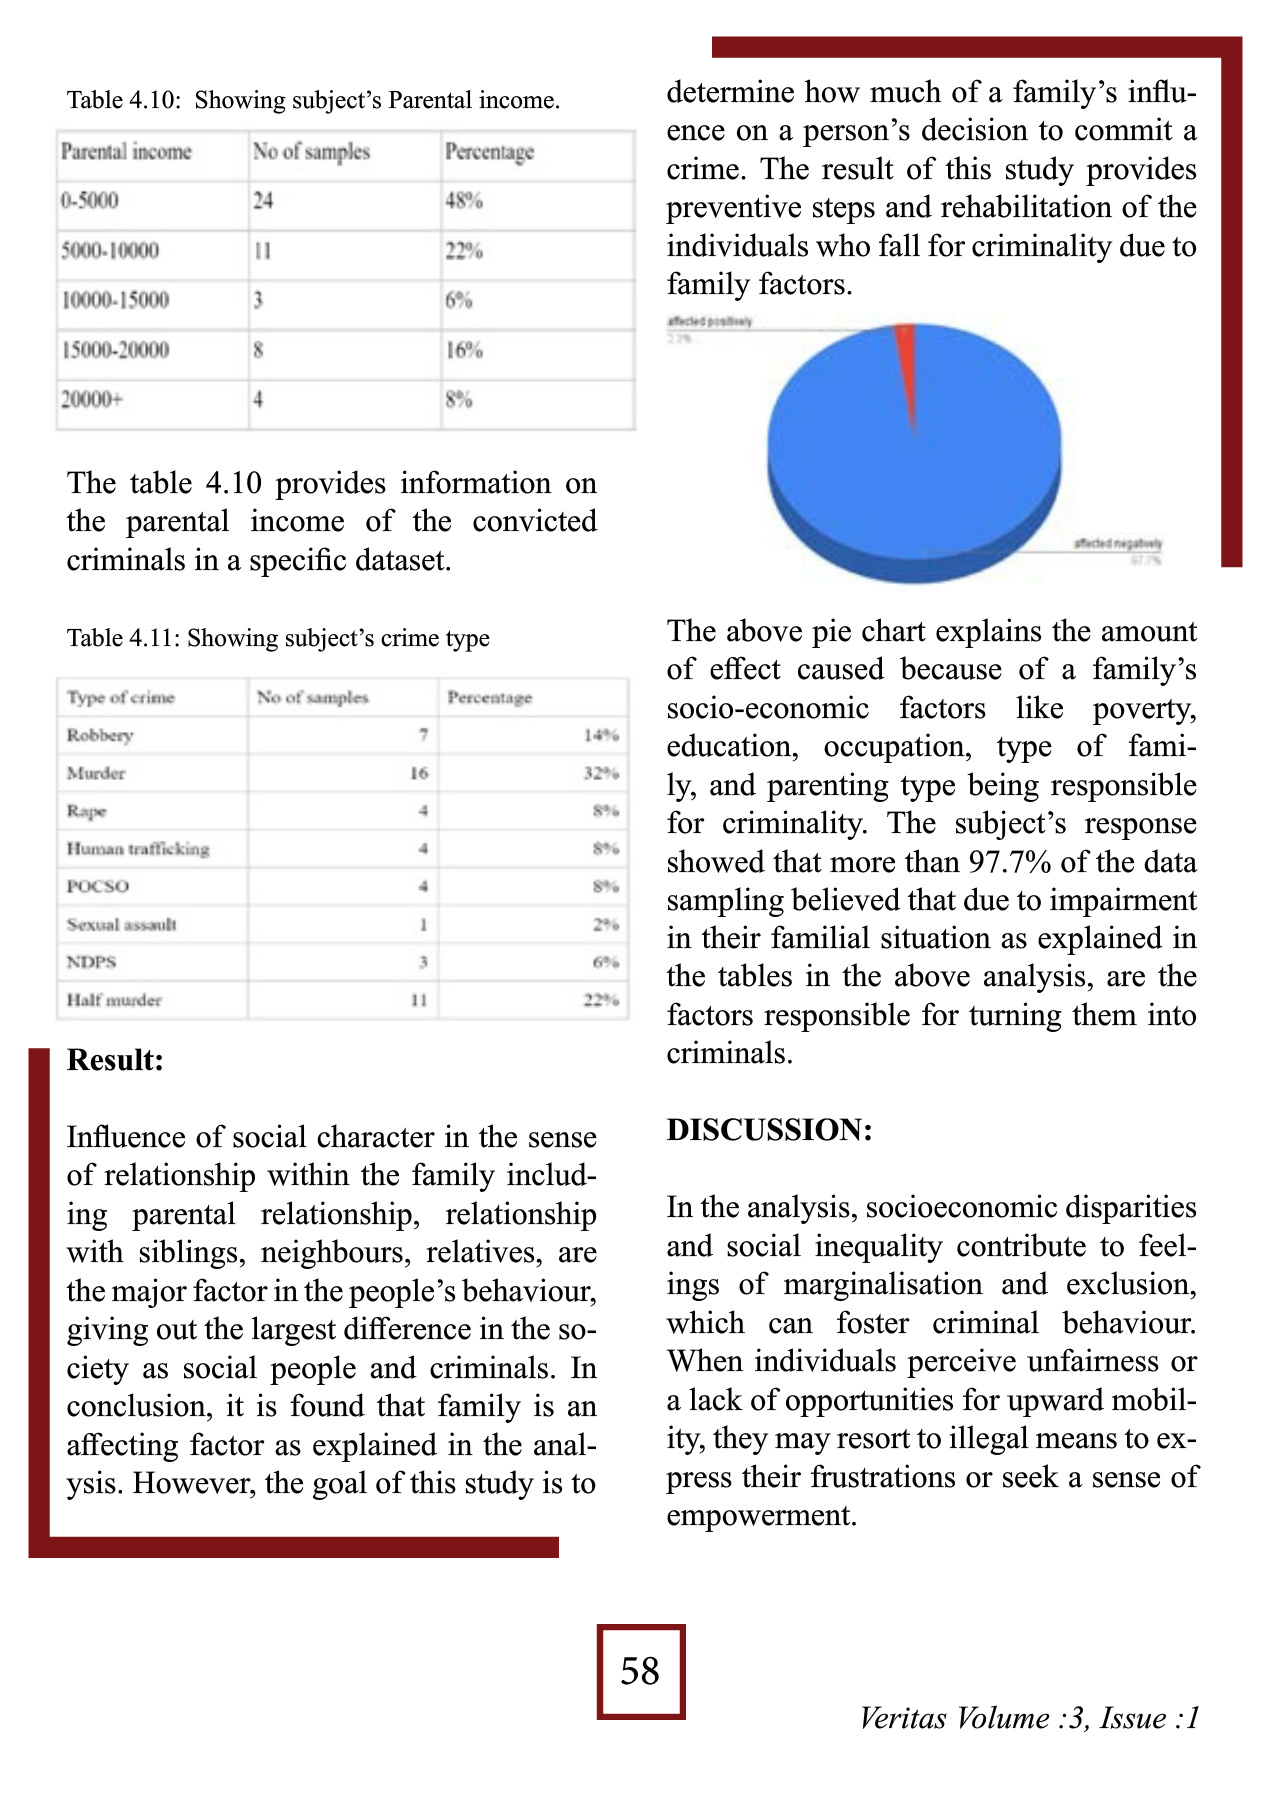 Table 4.10:  Showing subject's Parental income.
Parental income No of samples Percentage
0-5000 24 48%
5000-10000 11 22%
10000-15000 3 6%
15000-20000 8 16%
20000+ 4 8%
The table 4.10 provides information on
the parental income of the convicted
criminals in a specific dataset.
Table 4.11: Showing subject's crime type
Type of crime No of samples Percentage
Robbery 7 14%
Murder 16 32%
Rape 4 8%
Human trafficking 4 8%
POCSO 4 8%
Sexual assault 1 2%
NDPS 3 6%
Half murder 11 22%
Result:
Influence of social character in the sense
of relationship within the family includ-
ing parental relationship, relationship
with siblings, neighbours, relatives, are
the major factor in the people's behaviour,
giving out the largest difference in the so-
ciety as social people and criminals. In
conclusion, it is found that family is an
affecting factor as explained in the anal-
ysis. However, the goal of this study is to
determine how much of a family's influ-
ence on a person's decision to commit a
crime. The result of this study provides
preventive steps and rehabilitation of the
individuals who fall for criminality due to
family factors.
affected positively
2.3%
affected negatively
97.7%
The above pie chart explains the amount
of effect caused because of a family's
socio-economic factors like poverty,
education, occupation, type of fami-
ly, and parenting type being responsible
for criminality. The subject's response
showed that more than 97.7% of the data
sampling believed that due to impairment
in their familial situation as explained in
the tables in the above analysis, are the
factors responsible for turning them into
criminals.
DISCUSSION:
In the analysis, socioeconomic disparities
and social inequality contribute to feel-
ings of marginalisation and exclusion,
which can foster criminal behaviour.
When individuals perceive unfairness or
a lack of opportunities for upward mobil-
ity, they may resort to illegal means to ex-
press their frustrations or seek a sense of
empowerment.
58
Veritas Volume :3, Issue :1